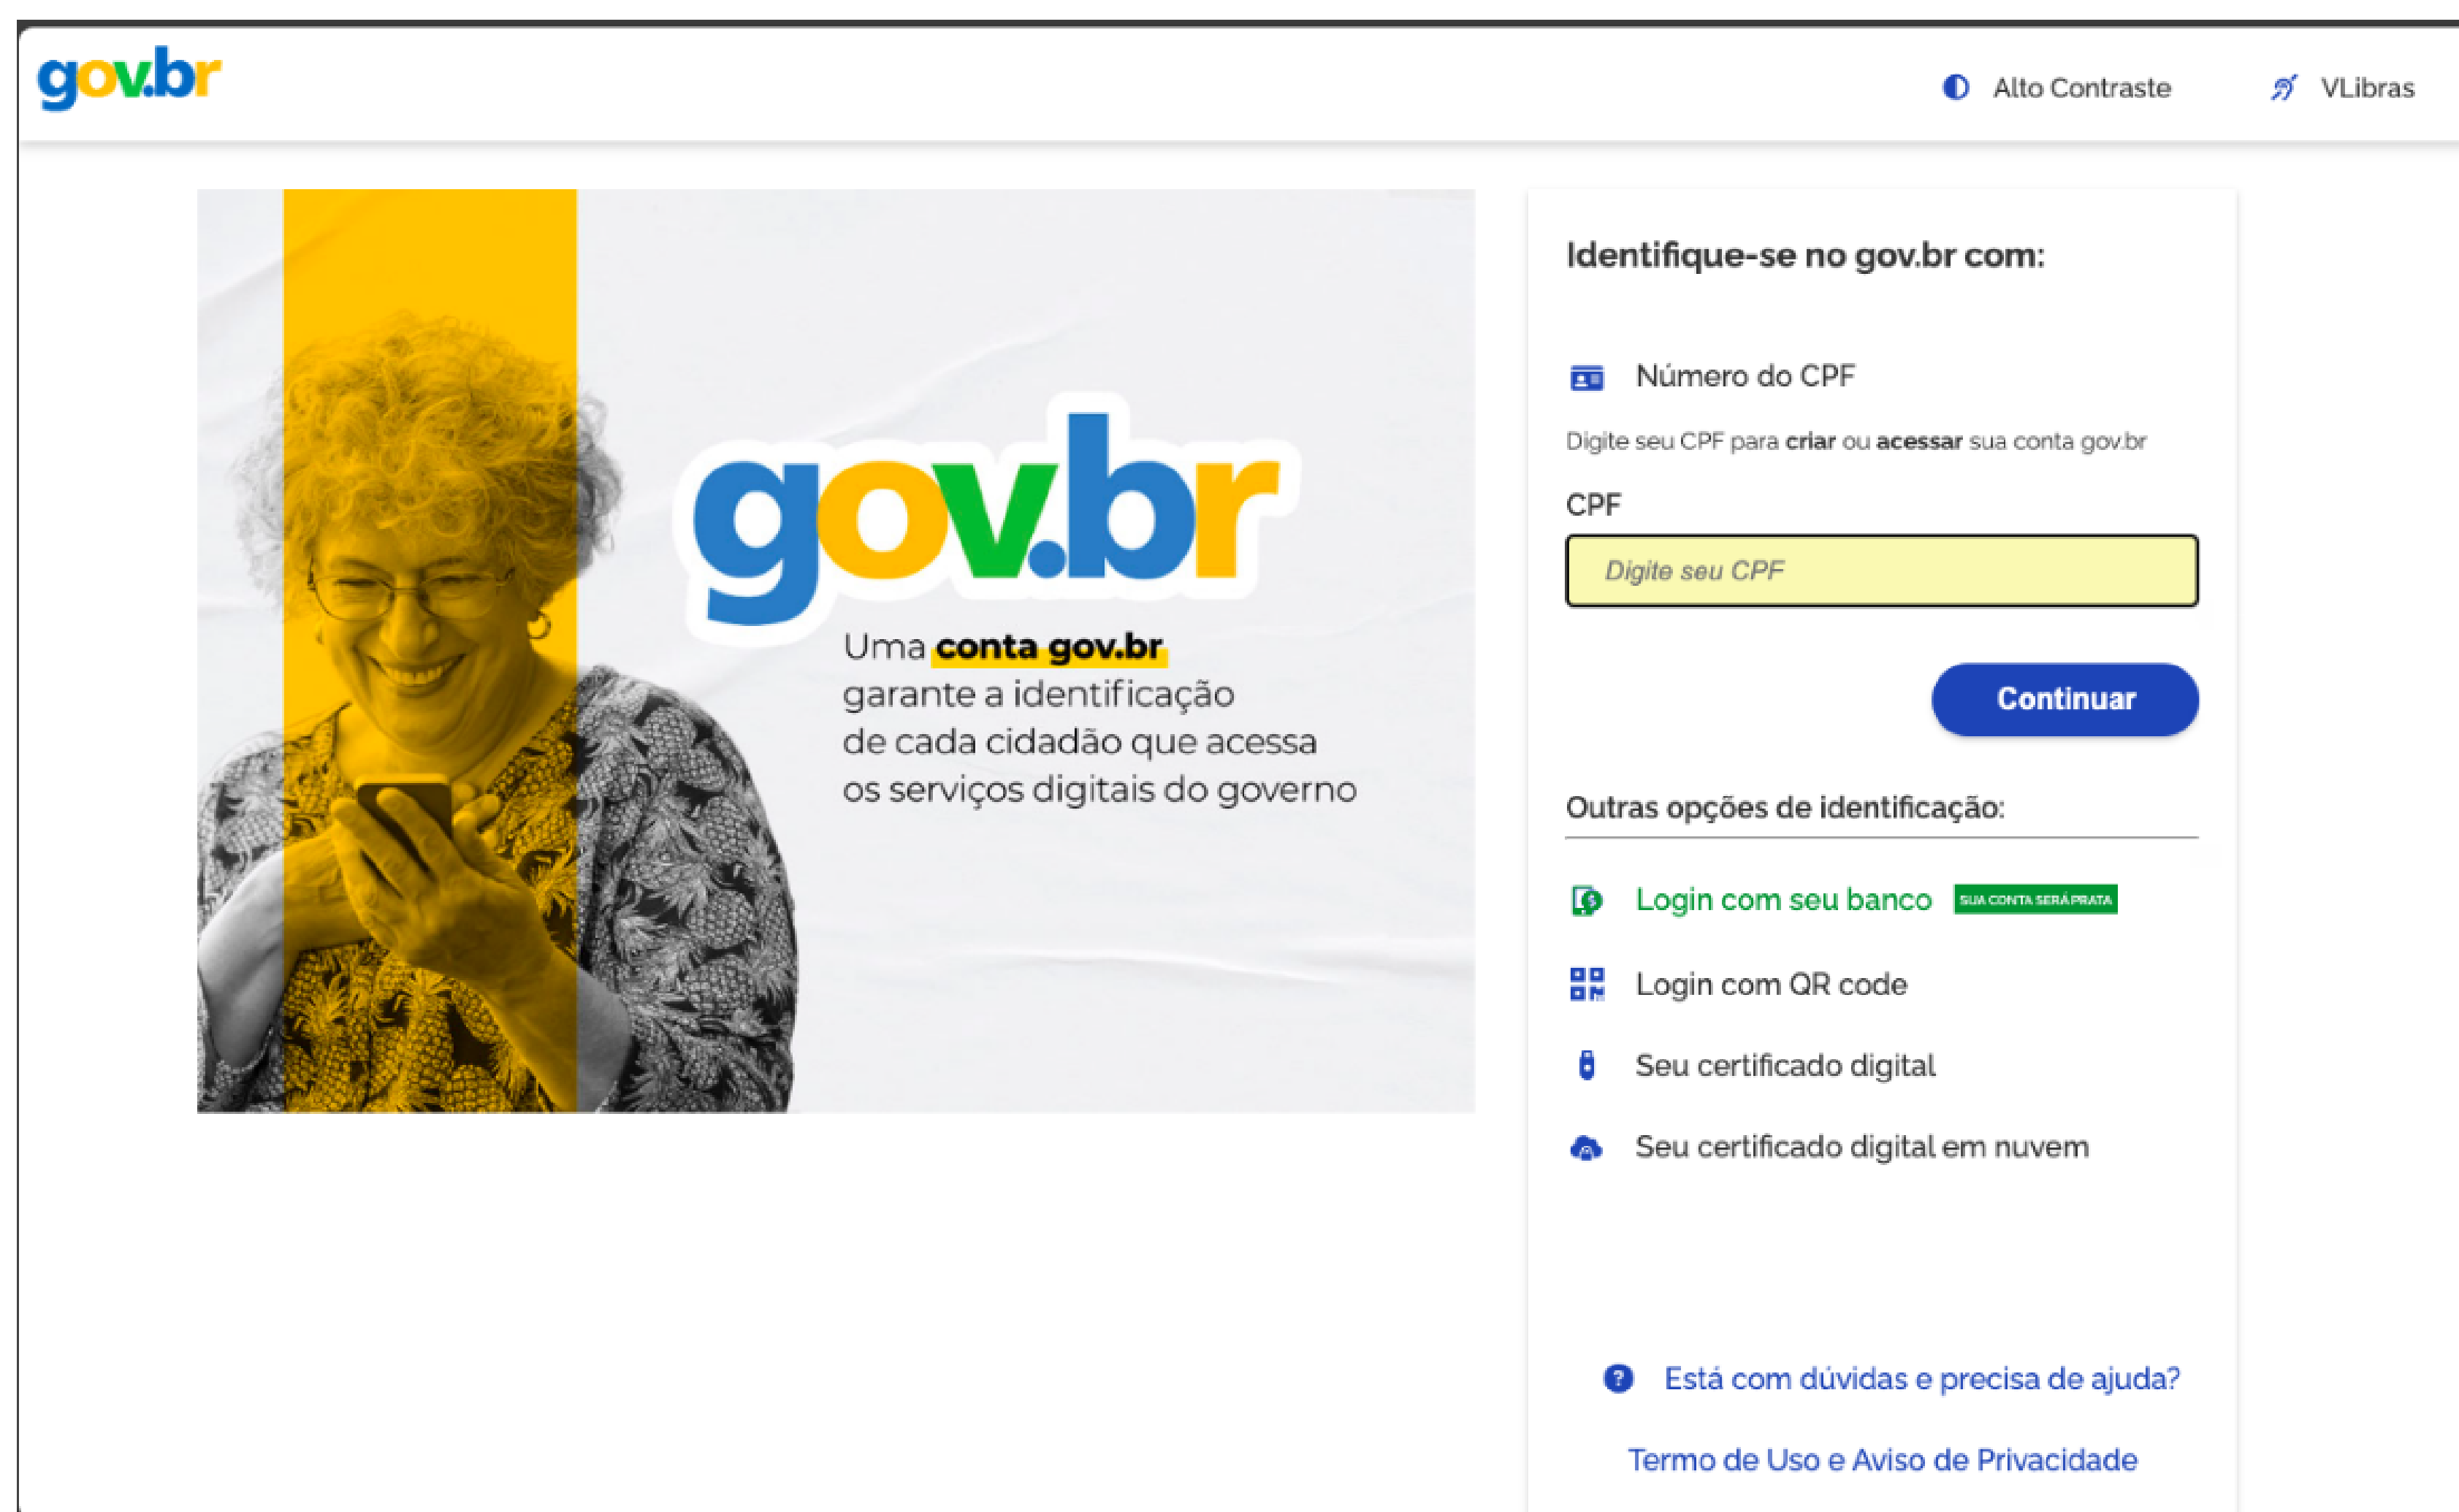 gov.br
Alto Contraste
VLibras
gov.br
Uma conta gov.br
garante a identificação
de cada cidadão que acessa
os serviços digitais do governo
Identifique-se no gov.br com:
Número do CPF
Digite seu CPF para criar ou acessar sua conta gov.br
CPF
Digite seu CPF
Continuar
Outras opções de identificação:
Login com seu banco SUA CONTA SERÁ PRATA
Login com QR code
Seu certificado digital
Seu certificado digital em nuvem
Está com dúvidas e precisa de ajuda?
Termo de Uso e Aviso de Privacidade